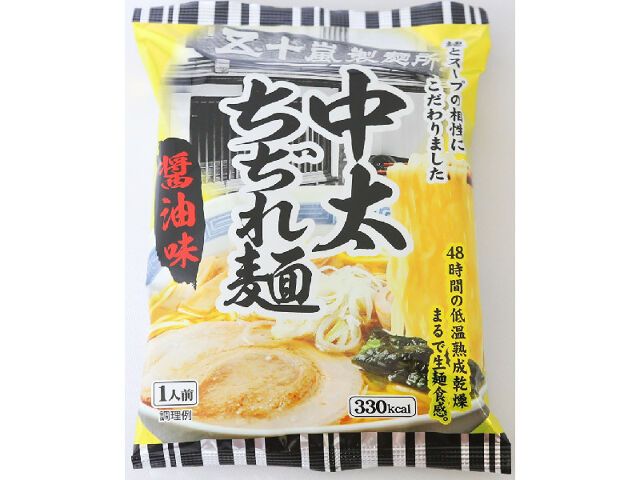 五十嵐製麺所
麺とスープの相性に
こだわりました
中太
ちぢれ麺
醤油味
48時間の低温熟成乾燥
まるで生麺食感。
1人前
調理例
330kcal